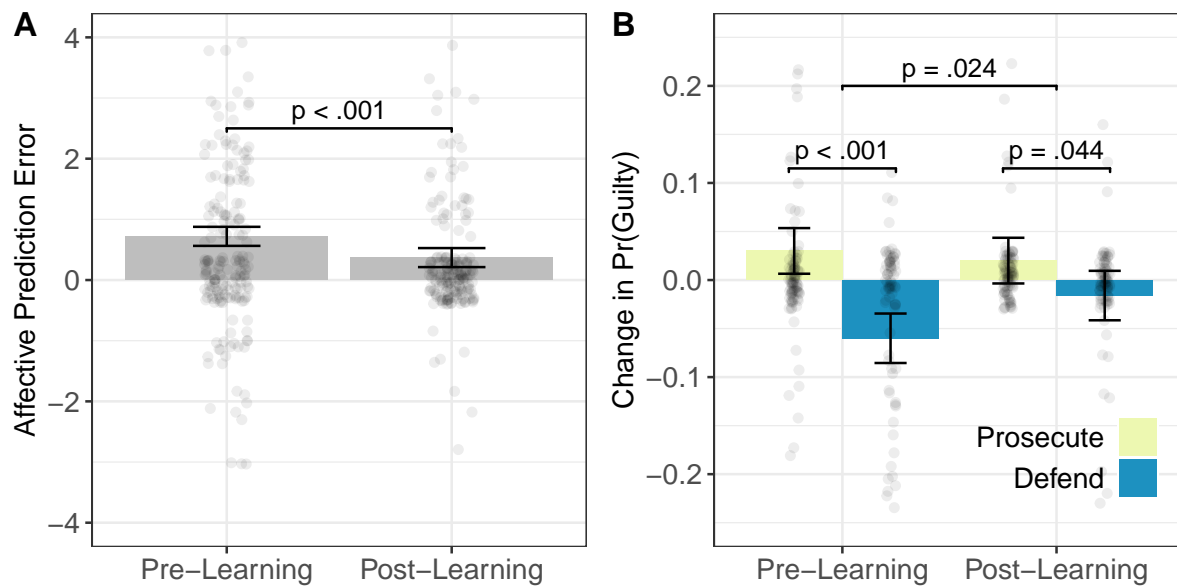 A
Affective Prediction Error
4
2
0
−2
−4
p < .001
Pre−Learning
Post−Learning
B
Change in Pr(Guilty)
0.2
0.1
0.0
−0.1
−0.2
p = .024
p < .001
p = .044
Prosecute
Defend
Pre−Learning
Post−Learning